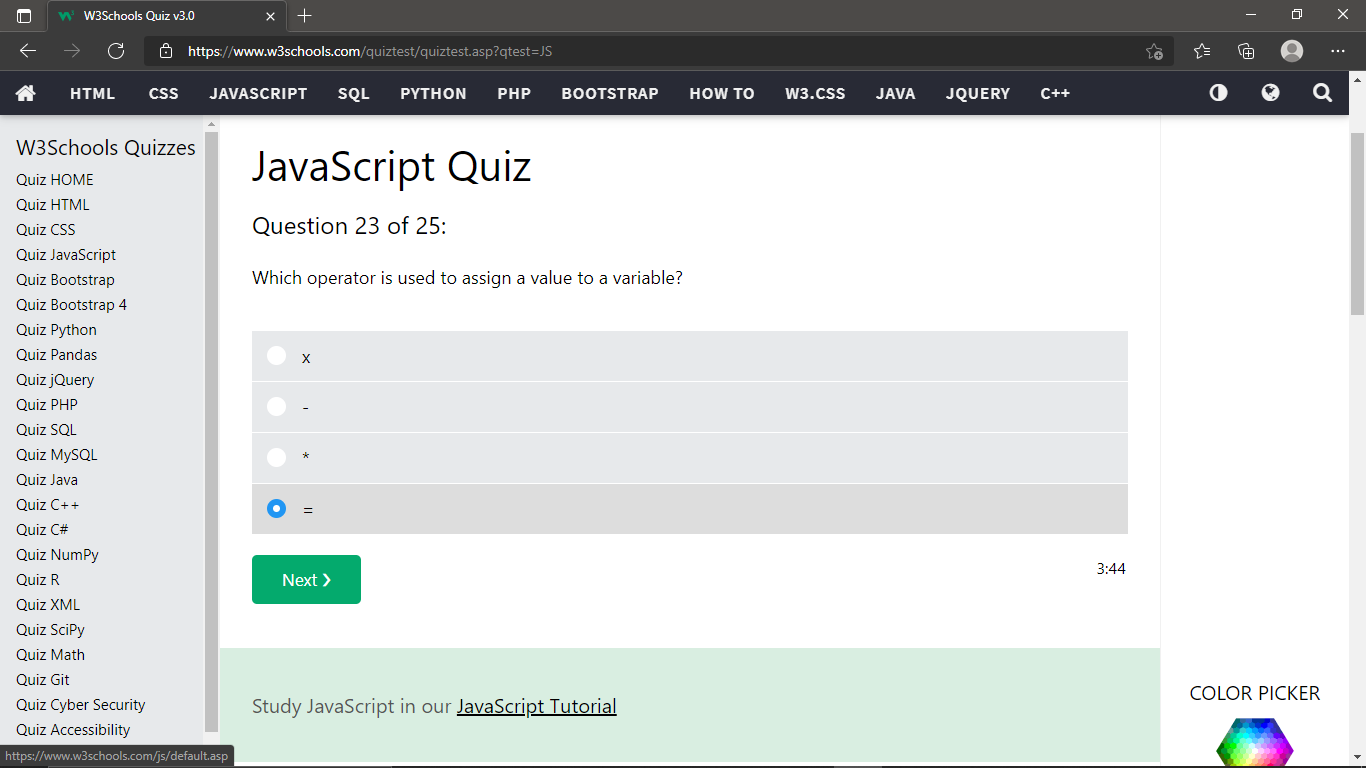 W3Schools Quiz v3.0
https://www.w3schools.com/quiztest/quiztest.asp?qtest=JS
HTML CSS JAVASCRIPT SQL PYTHON PHP BOOTSTRAP HOW TO W3.CSS JAVA JQUERY C++
W3Schools Quizzes
Quiz HOME
Quiz HTML
Quiz CSS
Quiz JavaScript
Quiz Bootstrap
Quiz Bootstrap 4
Quiz Python
Quiz Pandas
Quiz jQuery
Quiz PHP
Quiz SQL
Quiz MySQL
Quiz Java
Quiz C++
Quiz C#
Quiz NumPy
Quiz R
Quiz XML
Quiz SciPy
Quiz Math
Quiz Git
Quiz Cyber Security
Quiz Accessibility
https://www.w3schools.com/js/default.asp
JavaScript Quiz
Question 23 of 25:
Which operator is used to assign a value to a variable?
x
-
*
=
Next ❯
3:44
Study JavaScript in our JavaScript Tutorial
COLOR PICKER